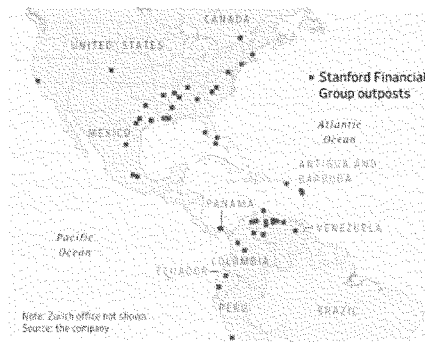 CANADA
UNITED STATES
Stanford Financial
Group outposts
Atlantic
Ocean
MEXICO
ANTIGUA AND
BARBUDA
PANAMA
VENEZUELA
Pacific
Ocean
COLOMBIA
ECUADOR
PERU
BRAZIL
Note: Zurich office not shown
Source: the company